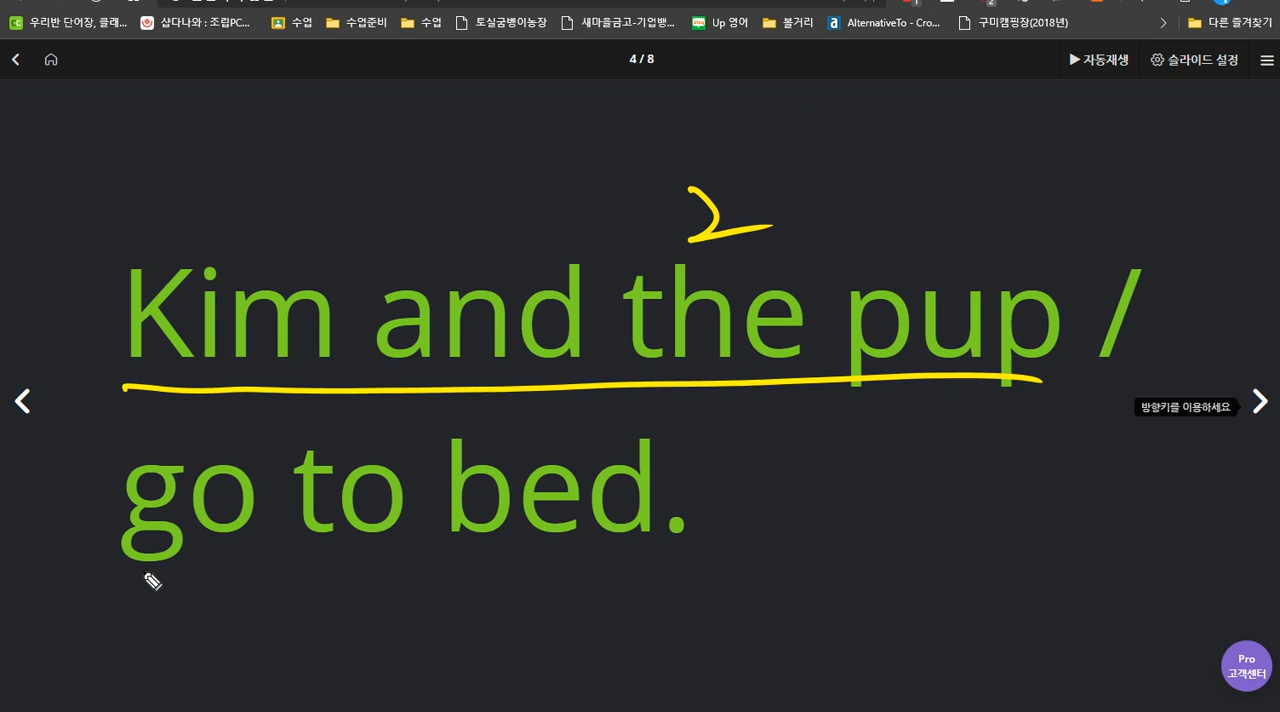 우리반 단어장, 클래...
샵다나와 : 조립PC...
수업
수업준비
수업
토실굼뱅이농장
새마을금고-기업뱅...
Up 영어
볼거리
AlternativeTo - Cro...
구미캠핑장(2018년)
다른 즐겨찾기
4 / 8
자동재생
슬라이드 설정
2
Kim and the pup /
방향키를 이용하세요
go to bed.
Pro
고객센터